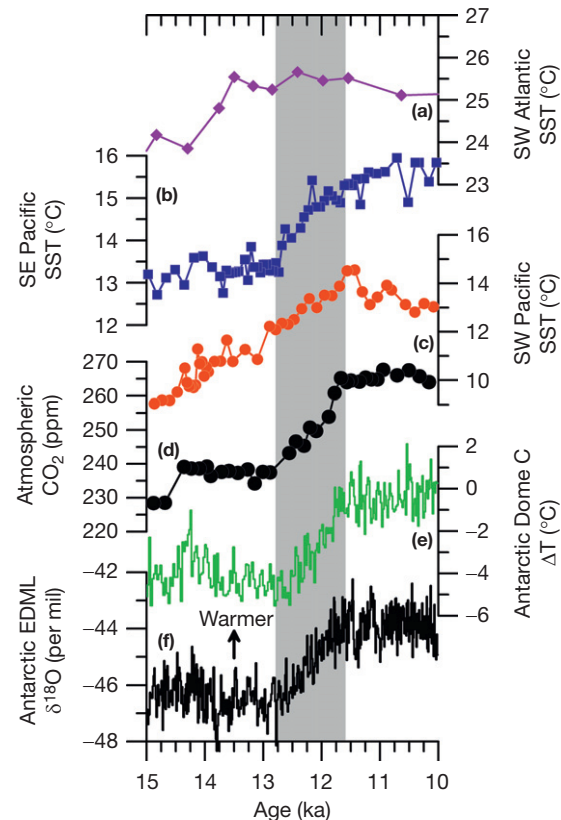 27
26
25
24
23
SW Atlantic
SST (°C)
(a)
16
15
14
13
12
SE Pacific
SST (°C)
(b)
16
14
12
10
SW Pacific
SST (°C)
(c)
270
260
250
240
230
220
Atmospheric
CO2 (ppm)
(d)
2
0
−2
−4
−6
Antarctic Dome C
ΔT (°C)
(e)
−42
−44
−46
−48
Antarctic EDML
δ18O (per mil)
Warmer
(f)
15 14 13 12 11 10
Age (ka)